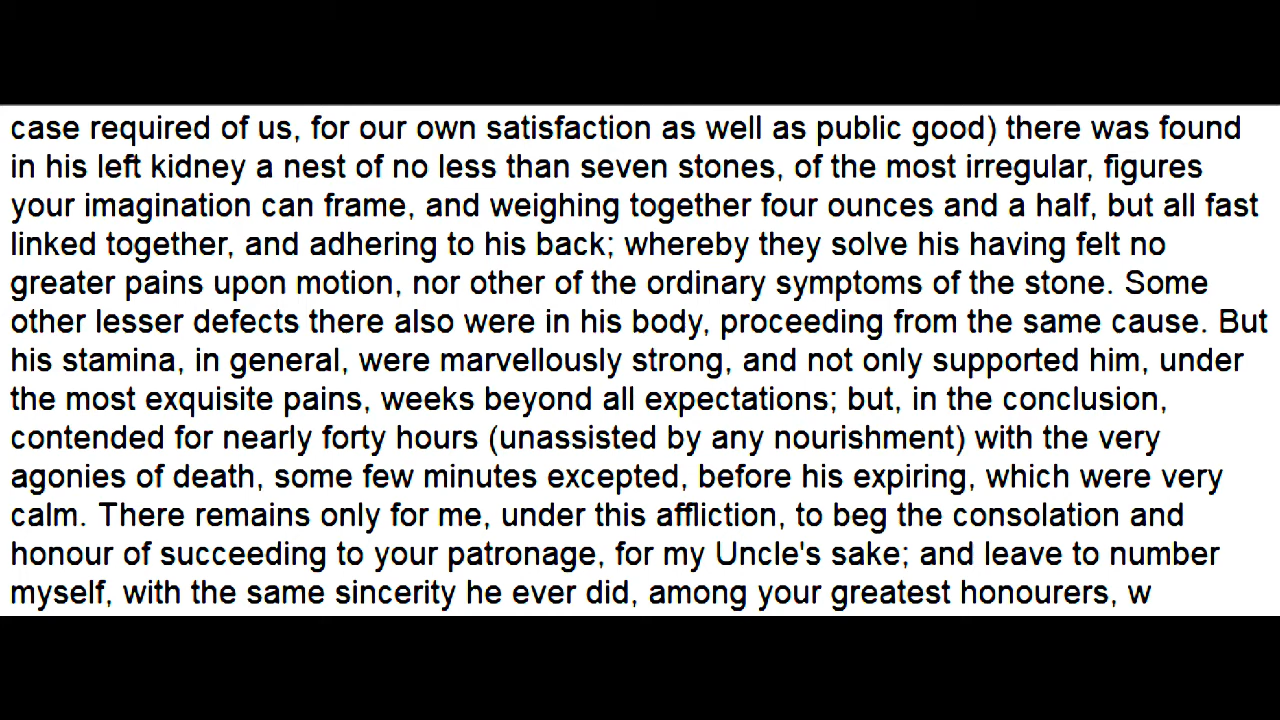 case required of us, for our own satisfaction as well as public good) there was found
in his left kidney a nest of no less than seven stones, of the most irregular, figures
your imagination can frame, and weighing together four ounces and a half, but all fast
linked together, and adhering to his back; whereby they solve his having felt no
greater pains upon motion, nor other of the ordinary symptoms of the stone. Some
other lesser defects there also were in his body, proceeding from the same cause. But
his stamina, in general, were marvellously strong, and not only supported him, under
the most exquisite pains, weeks beyond all expectations; but, in the conclusion,
contended for nearly forty hours (unassisted by any nourishment) with the very
agonies of death, some few minutes excepted, before his expiring, which were very
calm. There remains only for me, under this affliction, to beg the consolation and
honour of succeeding to your patronage, for my Uncle's sake; and leave to number
myself, with the same sincerity he ever did, among your greatest honourers, w